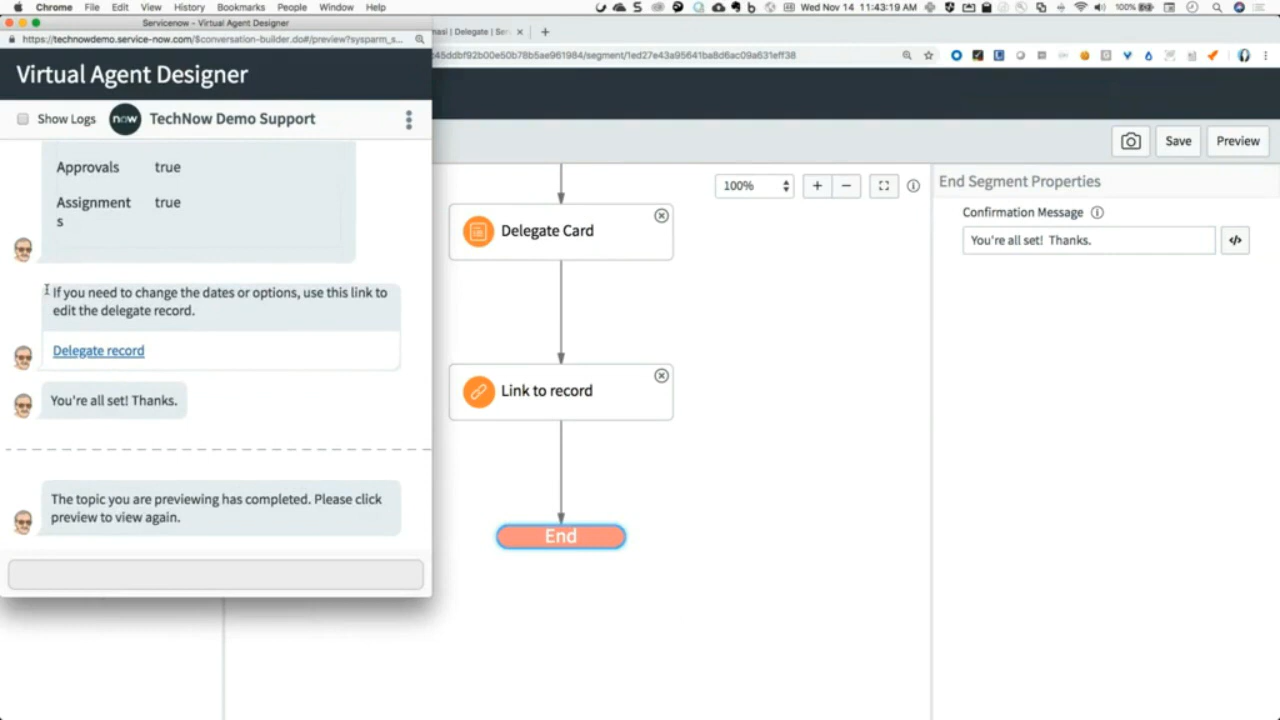 Chrome File Edit View History Bookmarks People Window Help
100%
Wed Nov 14 11:43:19 AM
Servicenow - Virtual Agent Designer
https://technowdemo.service-now.com/$conversation-builder.do#/preview?sysparm_s...
Virtual Agent Designer
Show Logs
now
TechNow Demo Support
Approvals true
Assignment true
s
If you need to change the dates or options, use this link to
edit the delegate record.
Delegate record
You're all set! Thanks.
The topic you are previewing has completed. Please click
preview to view again.
Save
Preview
100%
+
−
Delegate Card
Link to record
End
End Segment Properties
Confirmation Message
You're all set! Thanks.
</>